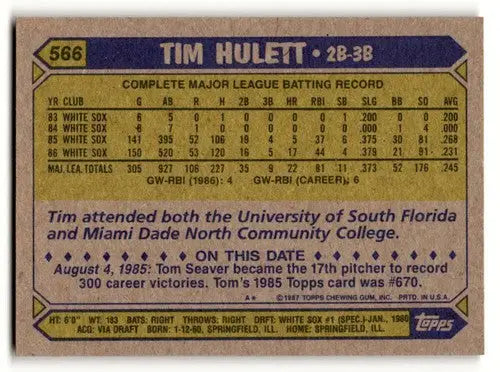 566
TIM HULETT • 2B-3B
COMPLETE MAJOR LEAGUE BATTING RECORD
YR CLUB G AB R H 2B 3B HR RBI SB SLG BB SO AVG
83 WHITE SOX 6 5 0 1 0 0 0 0 1 .200 0 0 .200
84 WHITE SOX 8 7 1 0 0 0 0 0 1 .000 1 4 .000
85 WHITE SOX 141 395 52 106 19 4 5 37 6 .375 30 81 .268
86 WHITE SOX 150 520 53 120 16 5 17 44 4 .379 21 91 .231
MAJ. LEA. TOTALS 305 927 106 227 35 9 22 81 11 .373 52 176 .245
GW-RBI (1986): 4 GW-RBI (CAREER): 6
Tim attended both the University of South Florida
and Miami Dade North Community College.
ON THIS DATE
August 4, 1985: Tom Seaver became the 17th pitcher to record
300 career victories. Tom's 1985 Topps card was #670.
A* © 1987 TOPPS CHEWING GUM, INC. PRTD. IN U.S.A.
HT: 6'0" WT: 183 BATS: RIGHT THROWS: RIGHT DRFT: WHITE SOX #1 (SPEC.)-JAN., 1980
ACQ: VIA DRAFT BORN: 1-12-60, SPRINGFIELD, ILL. HOME: SPRINGFIELD, ILL.
Topps